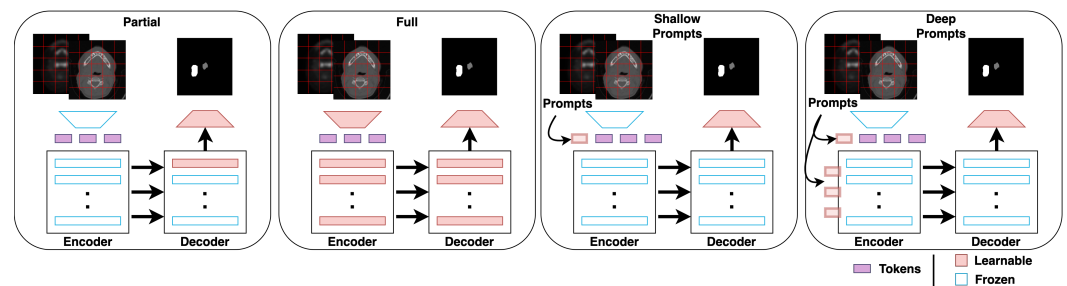 Partial
Full
Shallow
Prompts
Deep
Prompts
Prompts
Prompts
Encoder
Decoder
Encoder
Decoder
Encoder
Decoder
Encoder
Decoder
Tokens
Learnable
Frozen